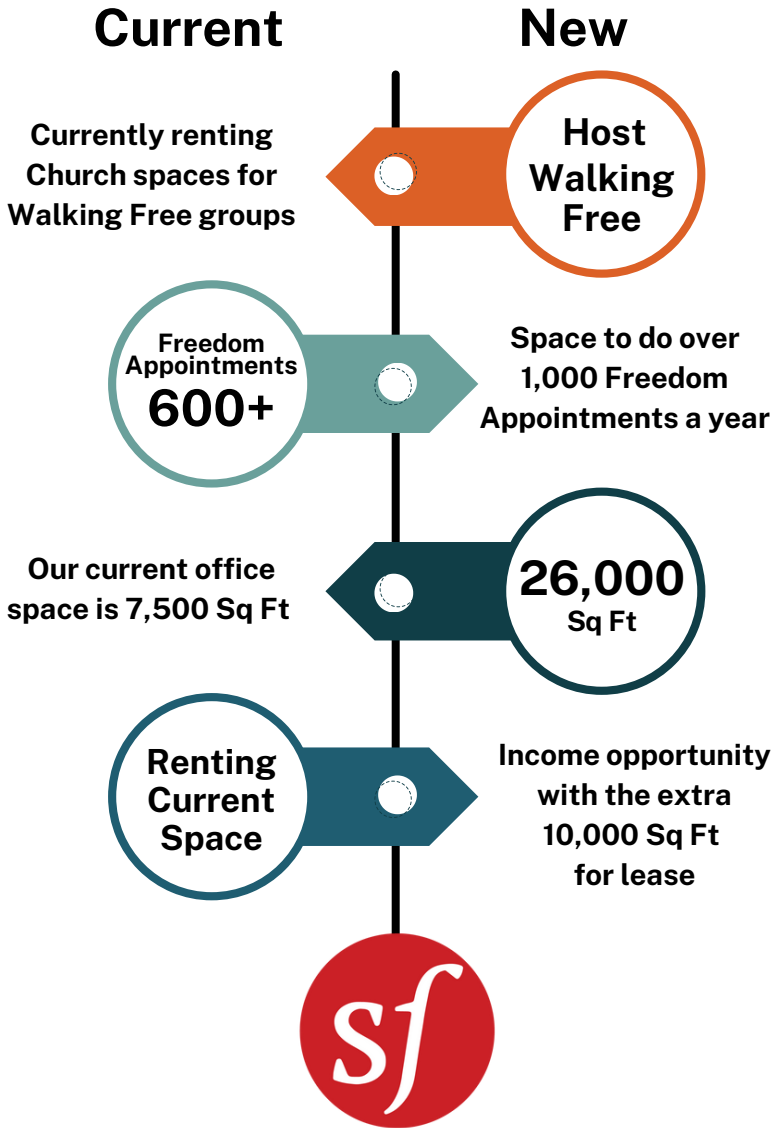 Current
New
Currently renting
Church spaces for
Walking Free groups
Host
Walking
Free
Freedom
Appointments
600+
Space to do over
1,000 Freedom
Appointments a year
Our current office
space is 7,500 Sq Ft
26,000
Sq Ft
Renting
Current
Space
Income opportunity
with the extra
10,000 Sq Ft
for lease
sf